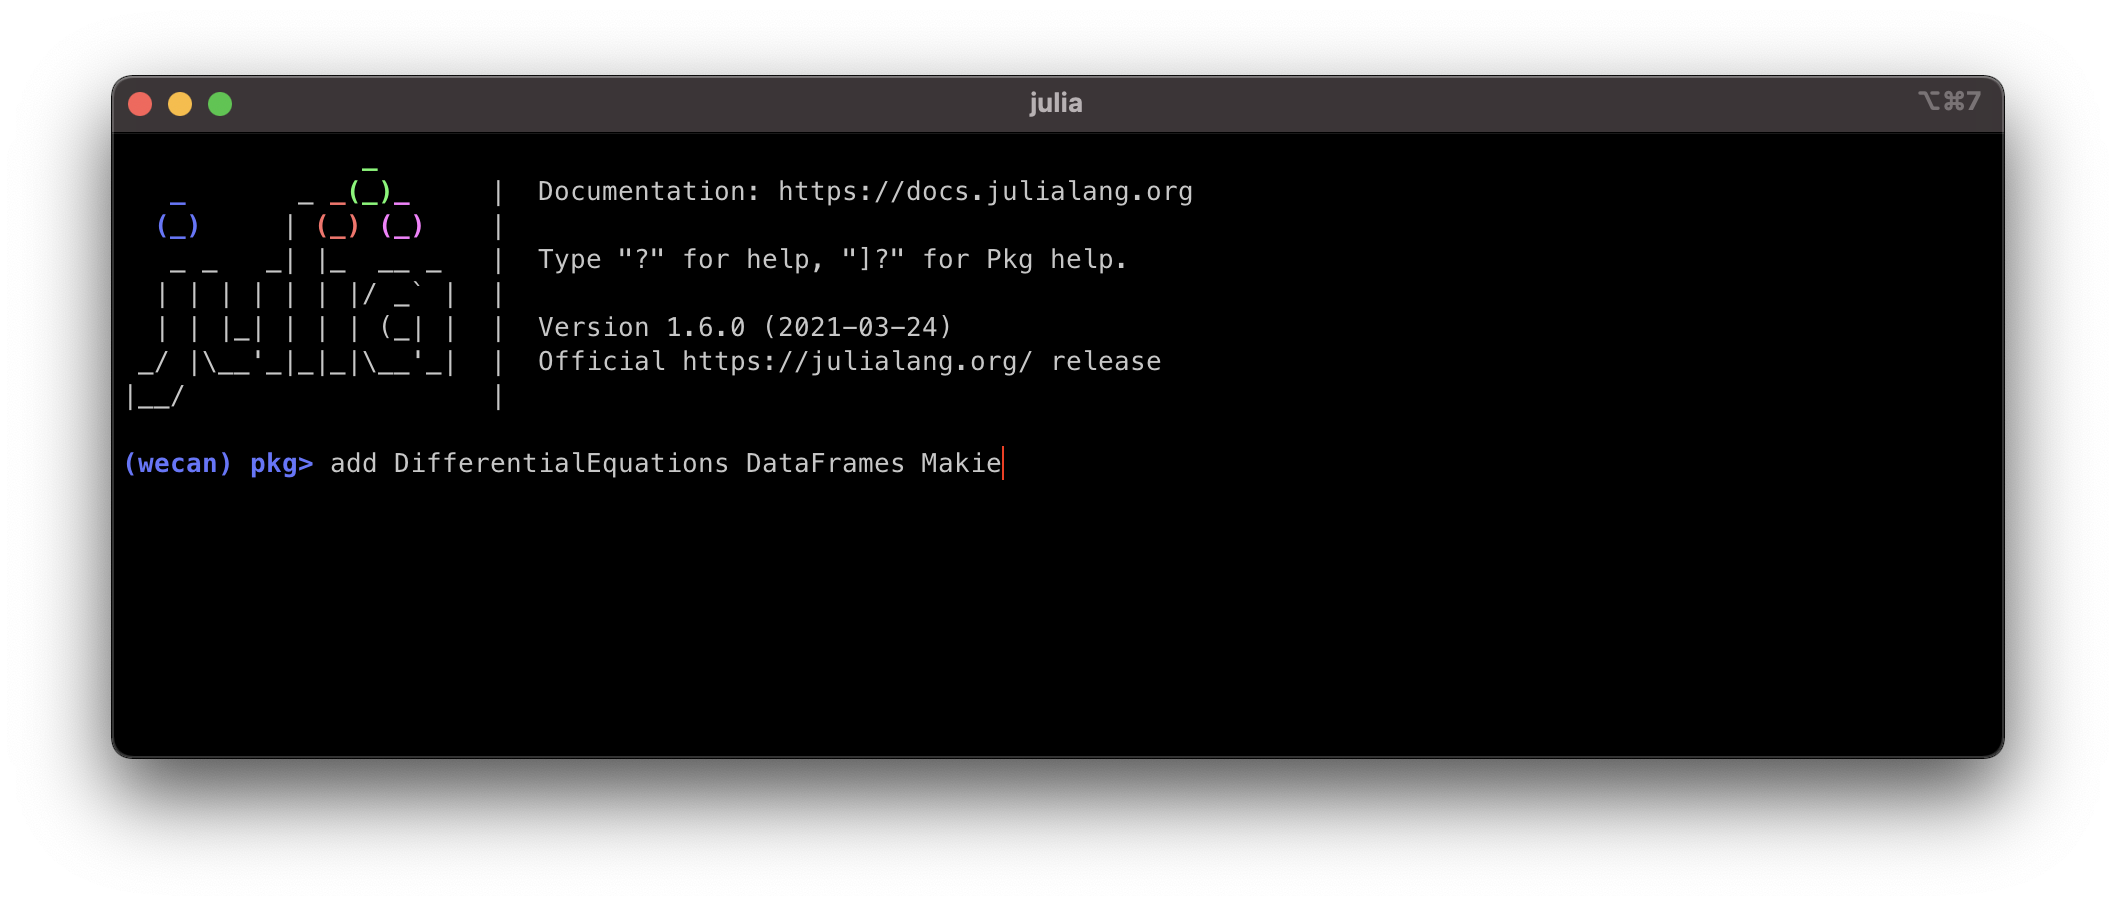 julia
⌥⌘7
               _
   _       _ _(_)_     |  Documentation: https://docs.julialang.org
  (_)     | (_) (_)    |
   _ _   _| |_  __ _   |  Type "?" for help, "]?" for Pkg help.
  | | | | | | |/ _` |  |
  | | |_| | | | (_| |  |  Version 1.6.0 (2021-03-24)
 _/ |\__'_|_|_|\__'_|  |  Official https://julialang.org/ release
|__/                   |
(wecan) pkg> add DifferentialEquations DataFrames Makie